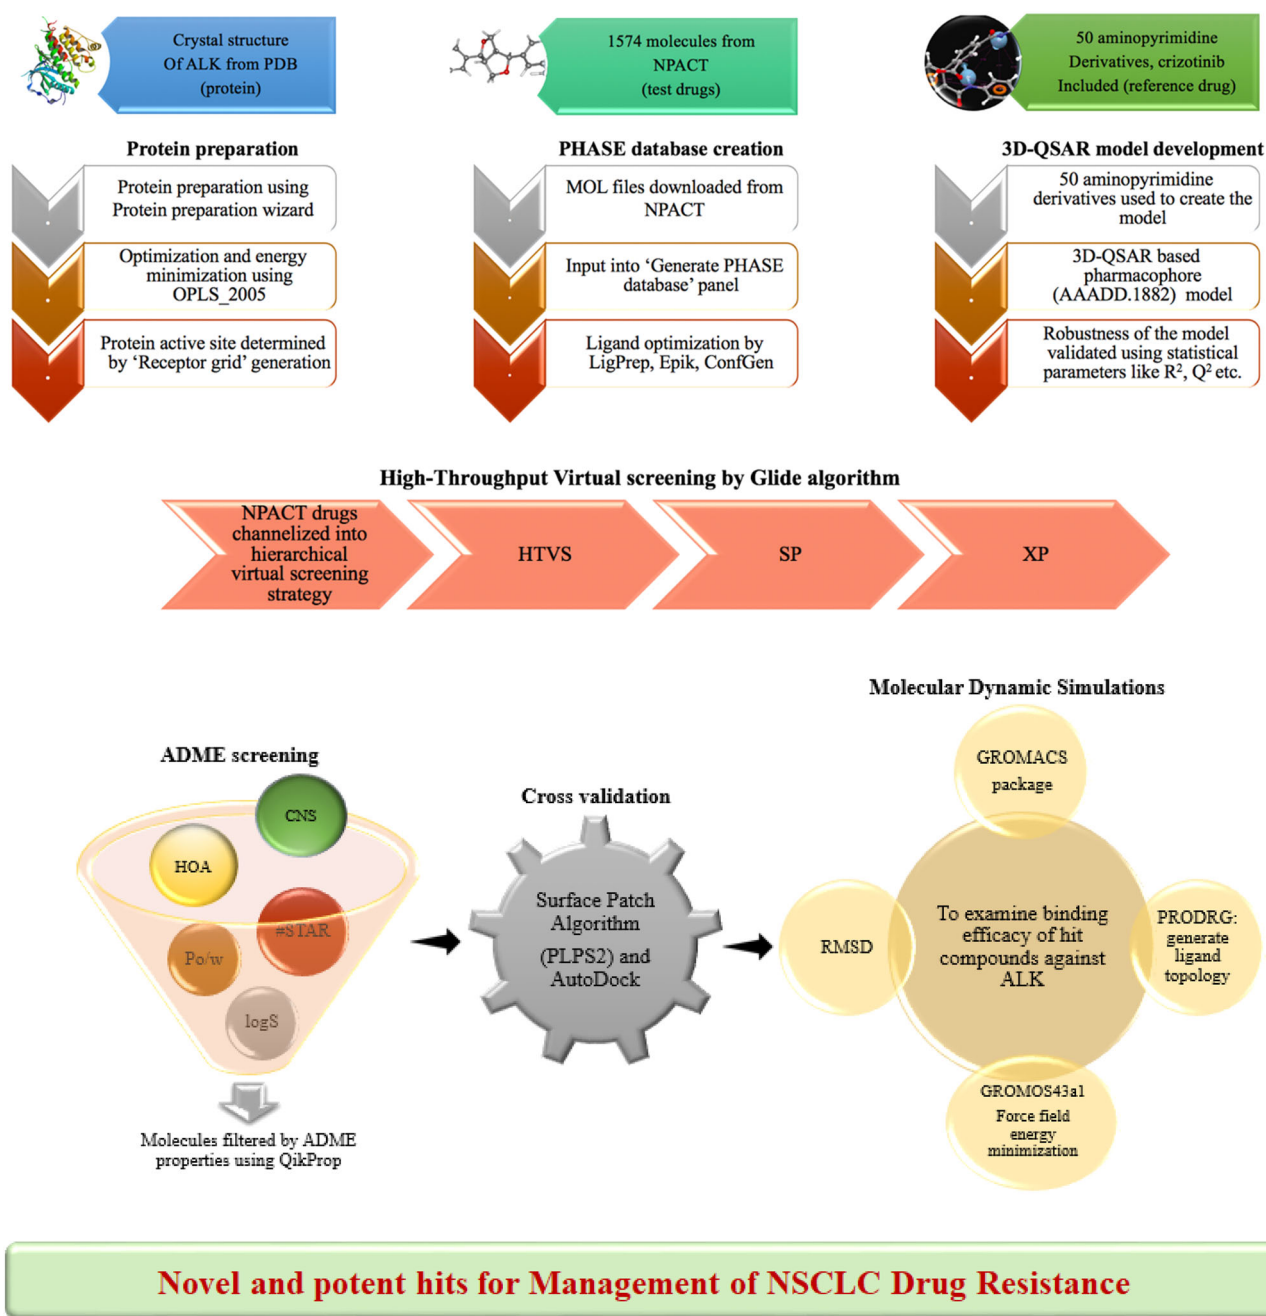 Crystal structure
Of ALK from PDB
(protein)
1574 molecules from
NPACT
(test drugs)
50 aminopyrimidine
Derivatives, crizotinib
Included (reference drug)
Protein preparation
Protein preparation using
Protein preparation wizard
Optimization and energy
minimization using
OPLS_2005
Protein active site determined
by ‘Receptor grid’ generation
PHASE database creation
MOL files downloaded from
NPACT
Input into ‘Generate PHASE
database’ panel
Ligand optimization by
LigPrep, Epik, ConfGen
3D-QSAR model development
50 aminopyrimidine
derivatives used to create the
model
3D-QSAR based
pharmacophore
(AAADD.1882) model
Robustness of the model
validated using statistical
parameters like R², Q² etc.
High-Throughput Virtual screening by Glide algorithm
NPACT drugs
channelized into
hierarchical
virtual screening
strategy
HTVS
SP
XP
ADME screening
CNS
HOA
#STAR
Po/w
logS
Molecules filtered by ADME
properties using QikProp
Cross validation
Surface Patch
Algorithm
(PLPS2) and
AutoDock
Molecular Dynamic Simulations
GROMACS
package
RMSD
To examine binding
efficacy of hit
compounds against
ALK
PRODRG:
generate
ligand
topology
GROMOS43a1
Force field
energy
minimization
Novel and potent hits for Management of NSCLC Drug Resistance